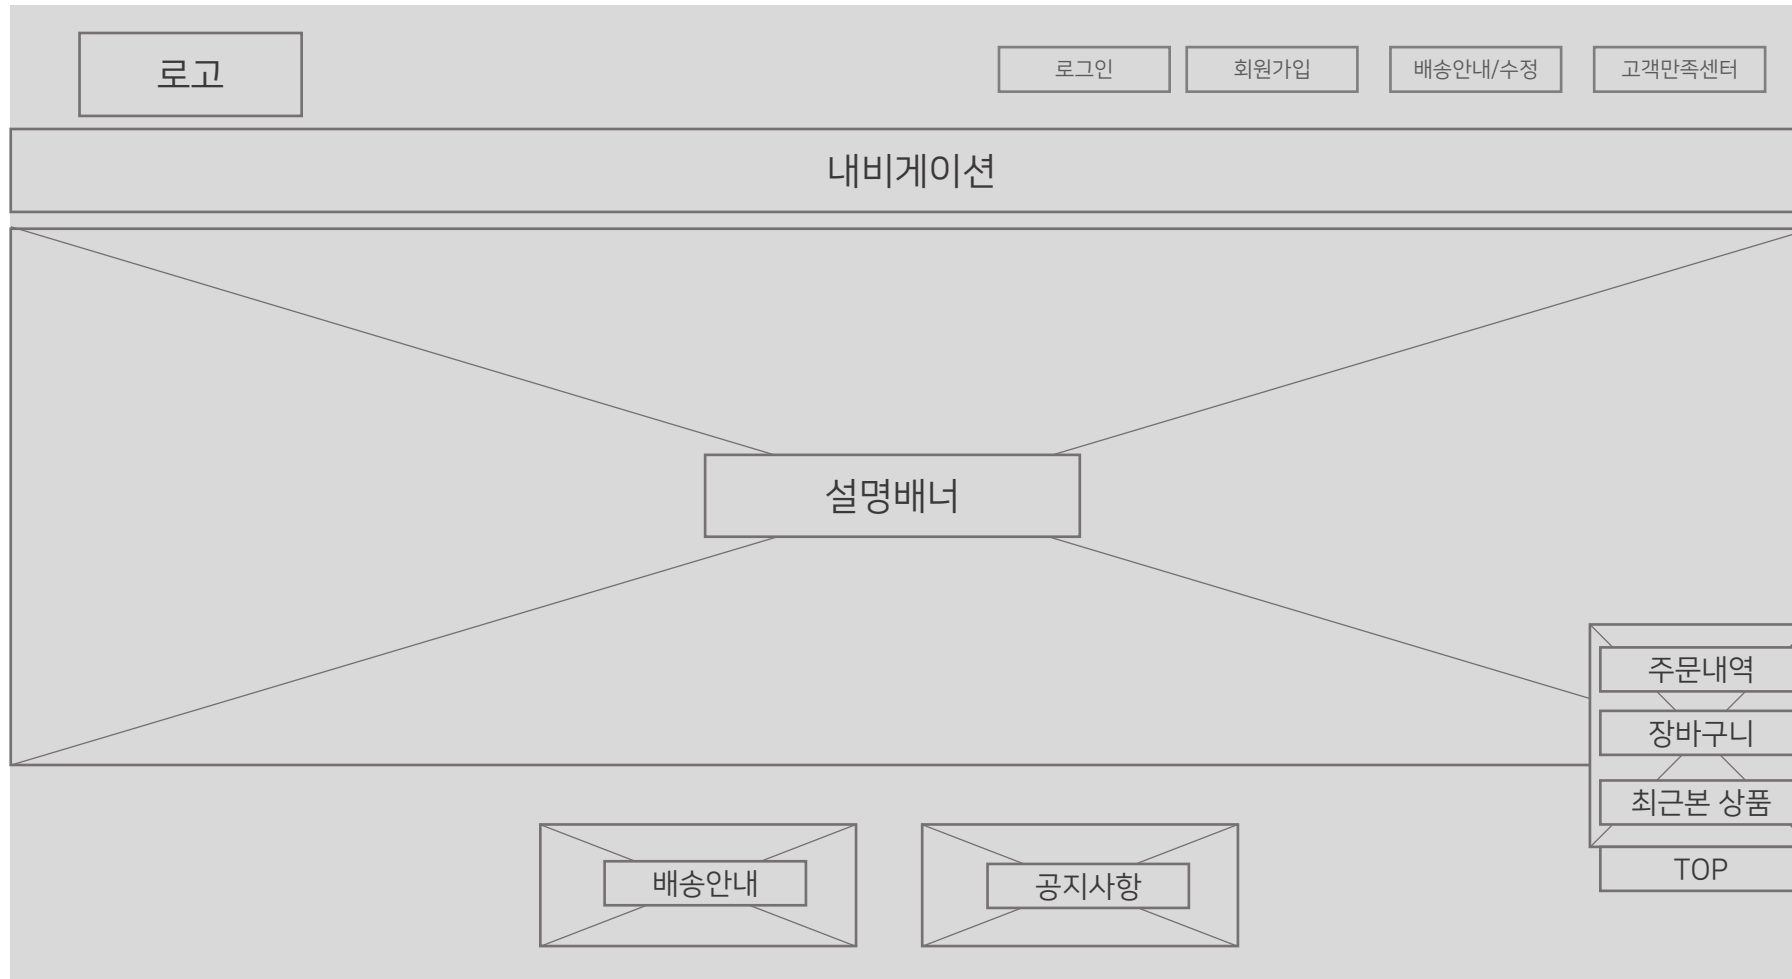 로고
로그인
회원가입
배송안내/수정
고객만족센터
내비게이션
설명배너
주문내역
장바구니
최근본 상품
TOP
배송안내
공지사항